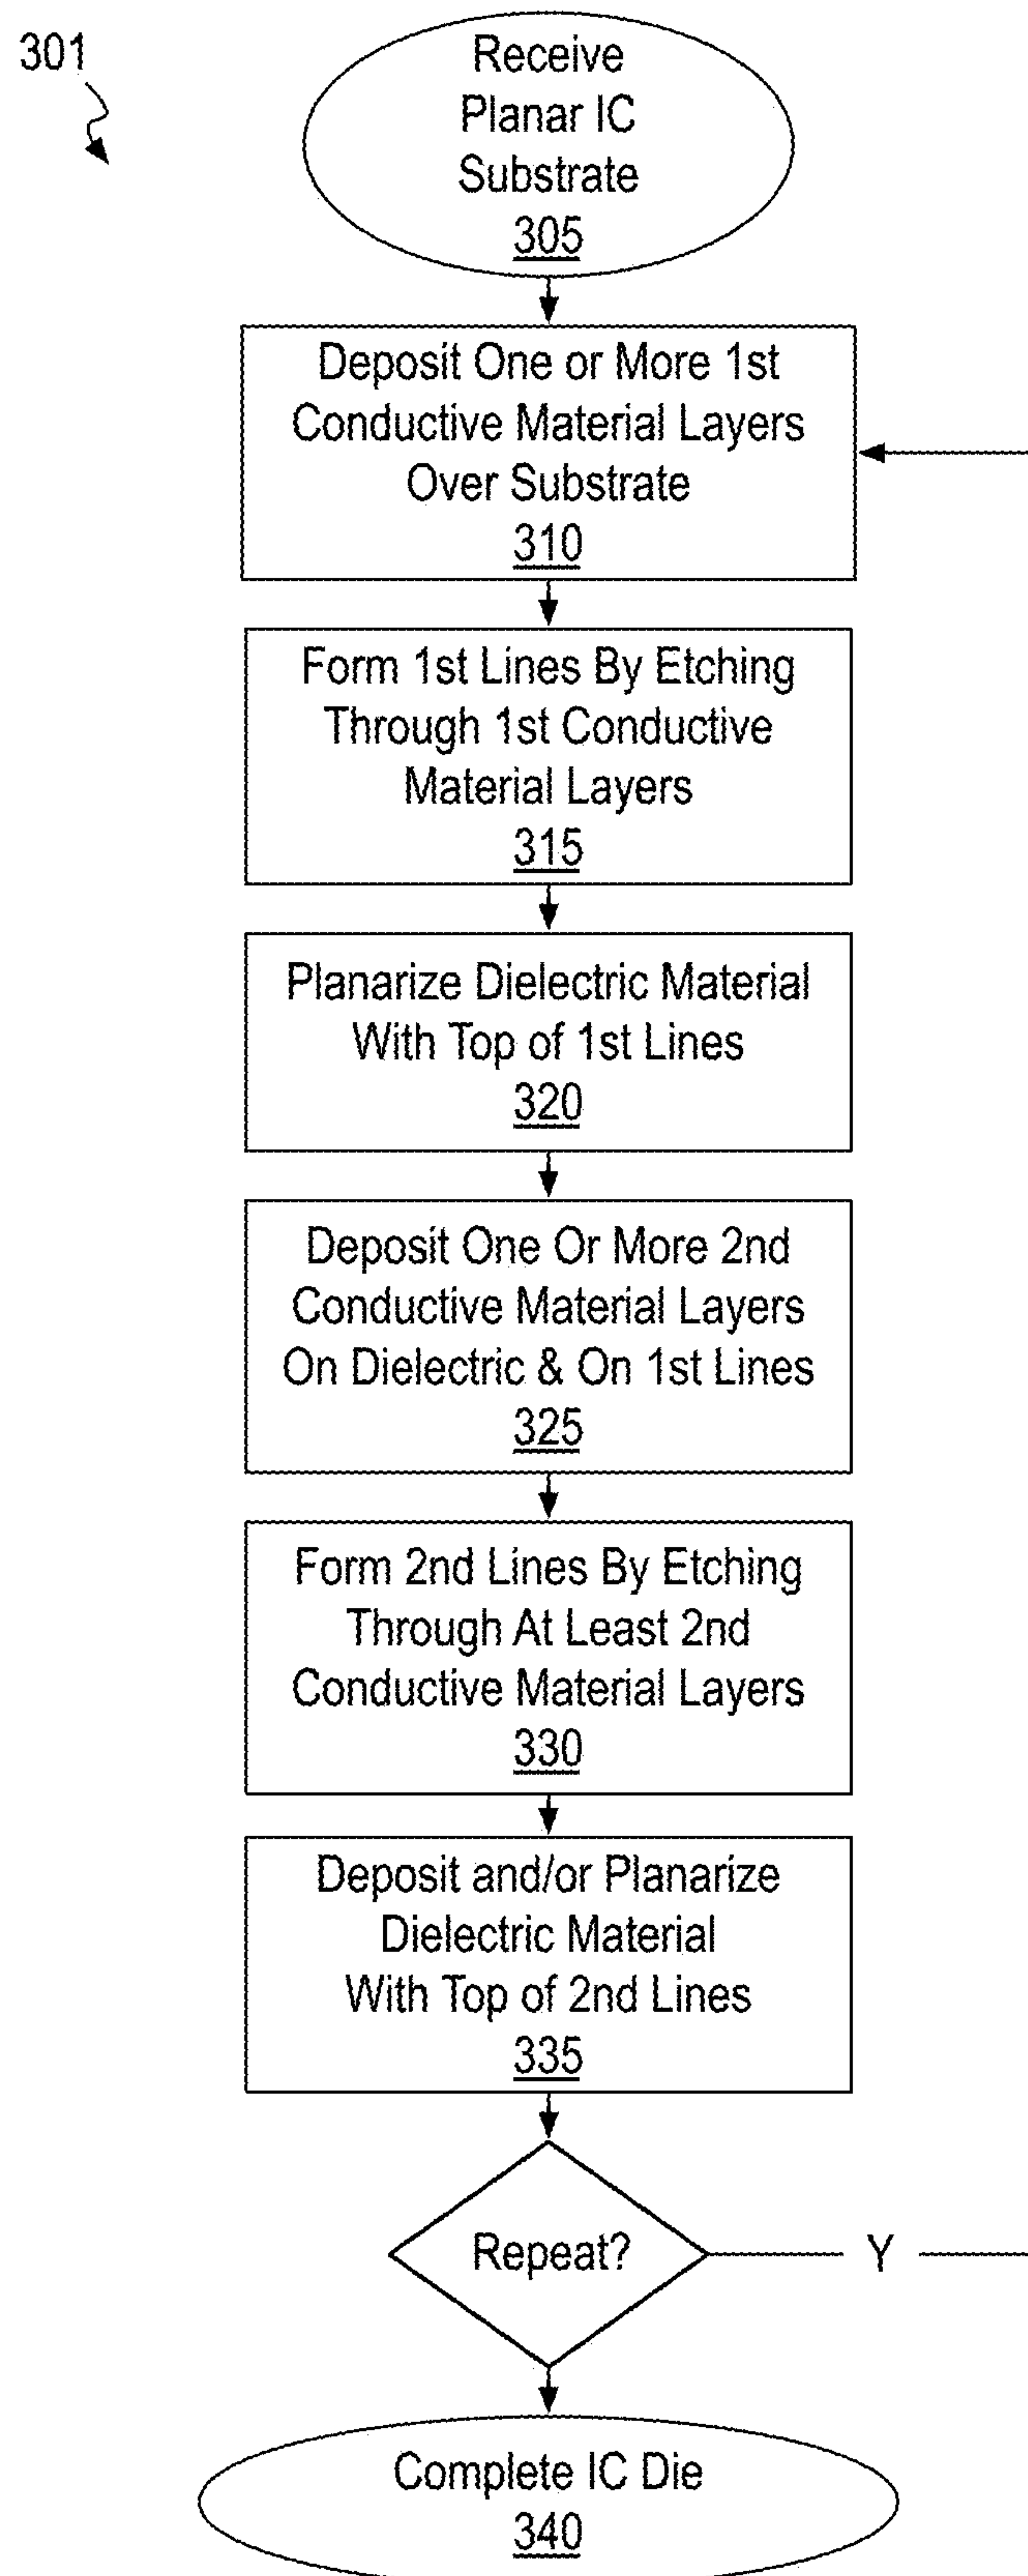 301
Receive
Planar IC
Substrate
305
Deposit One or More 1st
Conductive Material Layers
Over Substrate
310
Form 1st Lines By Etching
Through 1st Conductive
Material Layers
315
Planarize Dielectric Material
With Top of 1st Lines
320
Deposit One Or More 2nd
Conductive Material Layers
On Dielectric & On 1st Lines
325
Form 2nd Lines By Etching
Through At Least 2nd
Conductive Material Layers
330
Deposit and/or Planarize
Dielectric Material
With Top of 2nd Lines
335
Repeat?
Y
Complete IC Die
340